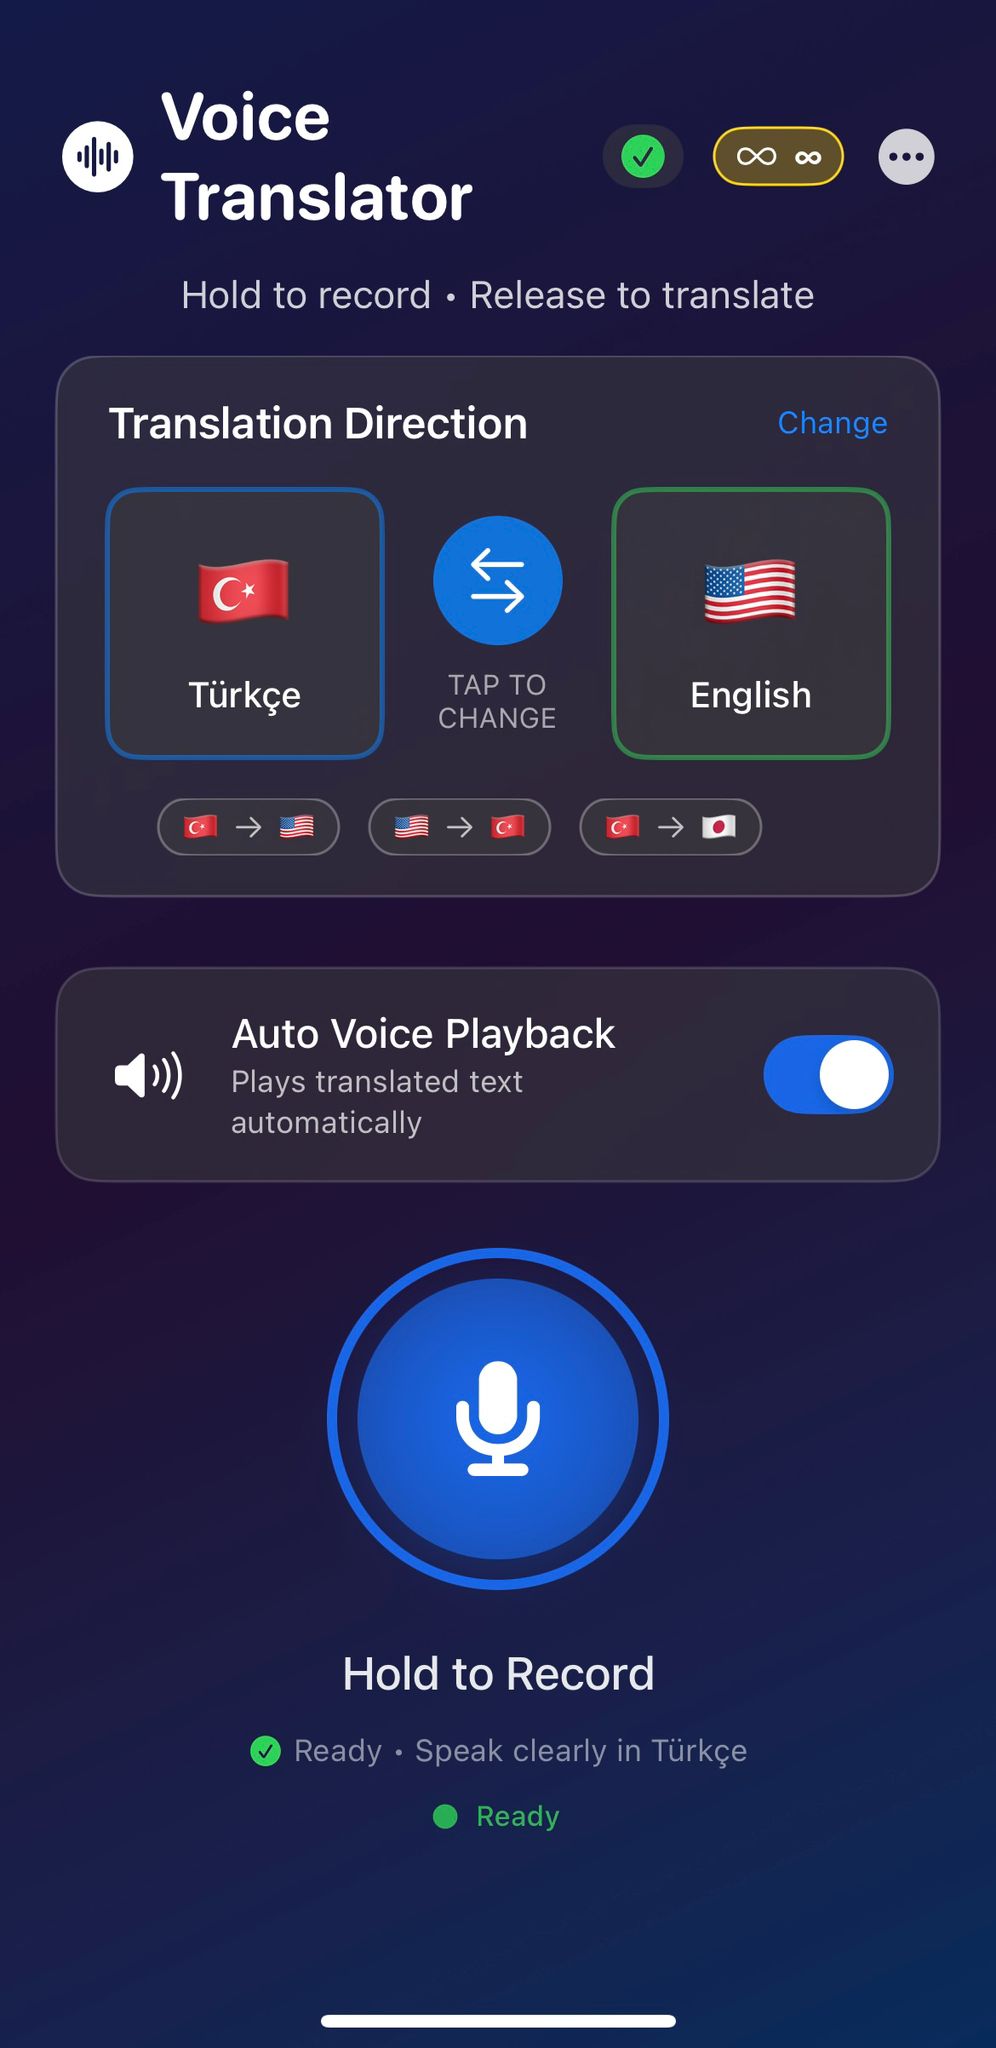 Voice
Translator
Hold to record • Release to translate
Translation Direction
Change
Türkçe
TAP TO
CHANGE
English
Auto Voice Playback
Plays translated text
automatically
Hold to Record
Ready • Speak clearly in Türkçe
Ready